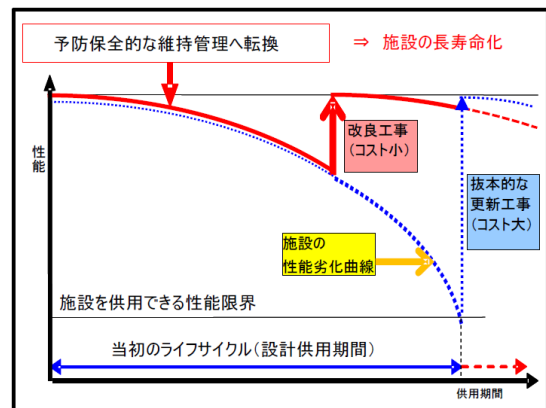 予防保全的な維持管理へ転換
⇒ 施設の長寿命化
性能
改良工事
(コスト小)
抜本的な
更新工事
(コスト大)
施設の
性能劣化曲線
施設を供用できる性能限界
当初のライフサイクル(設計供用期間)
供用期間